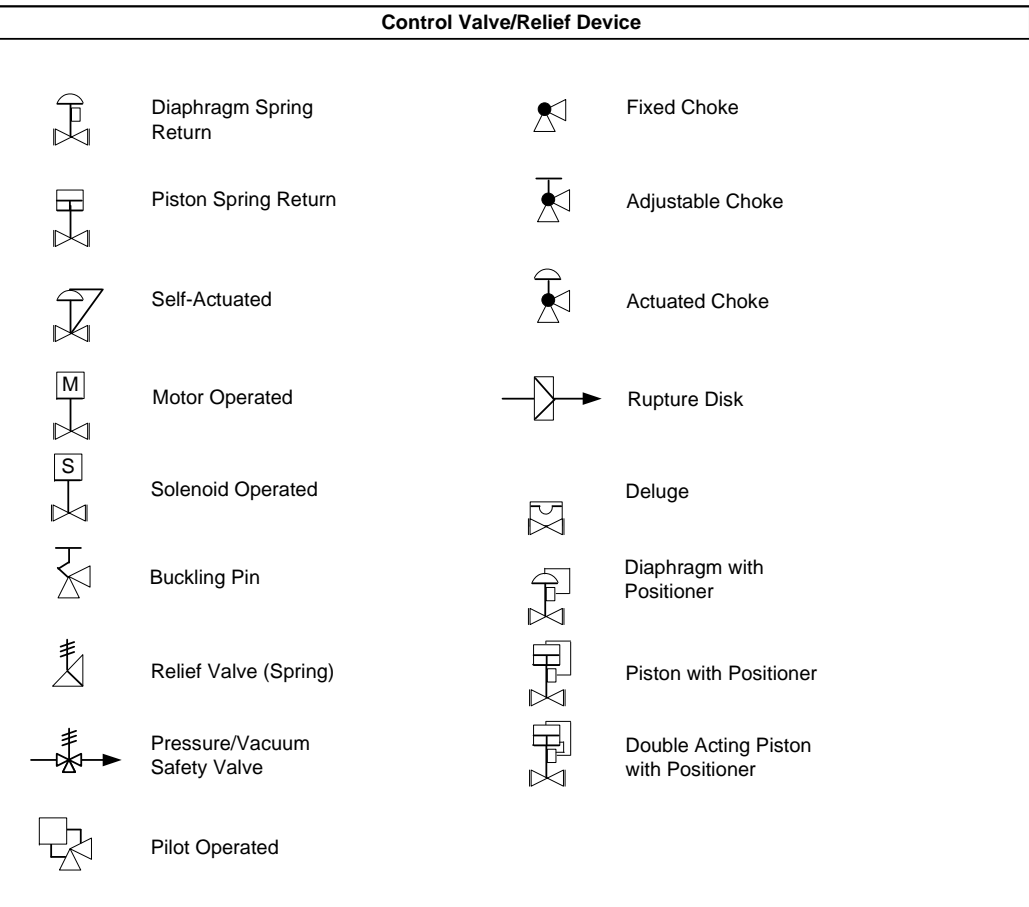 Control Valve/Relief Device
Diaphragm Spring
Return
Piston Spring Return
Self-Actuated
M
Motor Operated
S
Solenoid Operated
Buckling Pin
Relief Valve (Spring)
Pressure/Vacuum
Safety Valve
Pilot Operated
Fixed Choke
Adjustable Choke
Actuated Choke
Rupture Disk
Deluge
Diaphragm with
Positioner
Piston with Positioner
Double Acting Piston
with Positioner